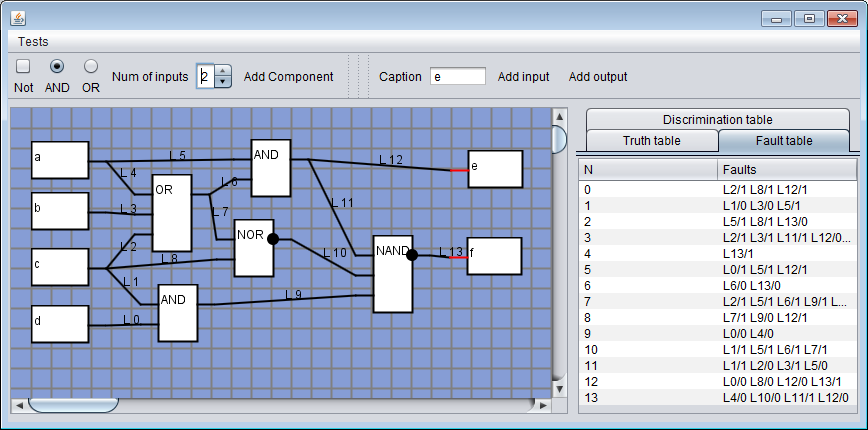 Tests
Not AND OR Num of inputs 2 Add Component Caption e Add input Add output
a
b
c
d
L 5
L 4
L 3
L 2
L 1
L 0
OR
AND
L 6
L 7
L 8
NOR
AND
L 9
L 10
L 11
L 12
NAND
L 13
e
f
Discrimination table
Truth table Fault table
N Faults
0 L2/1 L8/1 L12/1
1 L1/0 L3/0 L5/1
2 L5/1 L8/1 L13/0
3 L2/1 L3/1 L11/1 L12/0...
4 L13/1
5 L0/1 L5/1 L12/1
6 L6/0 L13/0
7 L2/1 L5/1 L6/1 L9/1 L...
8 L7/1 L9/0 L12/1
9 L0/0 L4/0
10 L1/1 L5/1 L6/1 L7/1
11 L1/1 L2/0 L3/1 L5/0
12 L0/0 L8/0 L12/0 L13/1
13 L4/0 L10/0 L11/1 L12/0